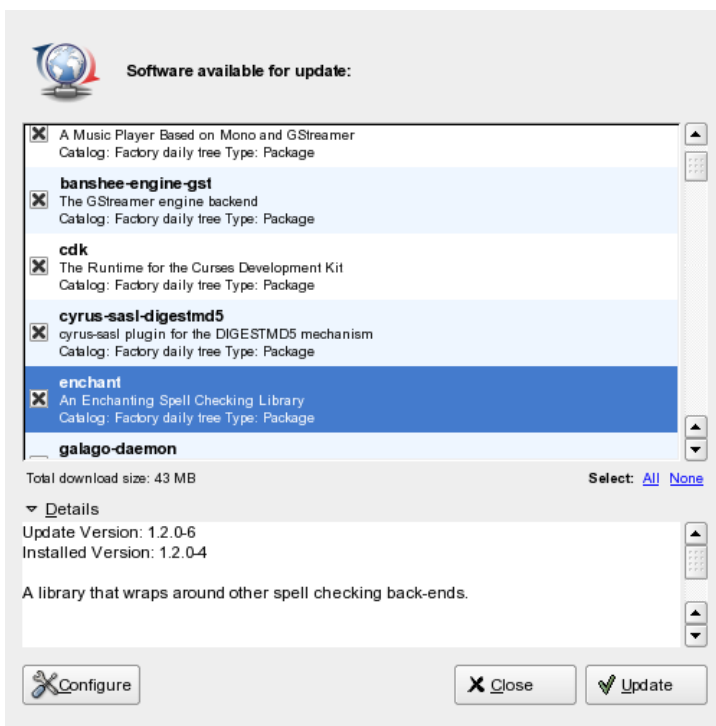 Software available for update:
A Music Player Based on Mono and GStreamer
Catalog: Factory daily tree Type: Package
banshee-engine-gst
The GStreamer engine backend
Catalog: Factory daily tree Type: Package
cdk
The Runtime for the Curses Development Kit
Catalog: Factory daily tree Type: Package
cyrus-sasl-digestmd5
cyrus-sasl plugin for the DIGESTMD5 mechanism
Catalog: Factory daily tree Type: Package
enchant
An Enchanting Spell Checking Library
Catalog: Factory daily tree Type: Package
galago-daemon
Total download size: 43 MB
Select: All None
Details
Update Version: 1.2.0-6
Installed Version: 1.2.0-4
A library that wraps around other spell checking back-ends.
Configure
Close
Update